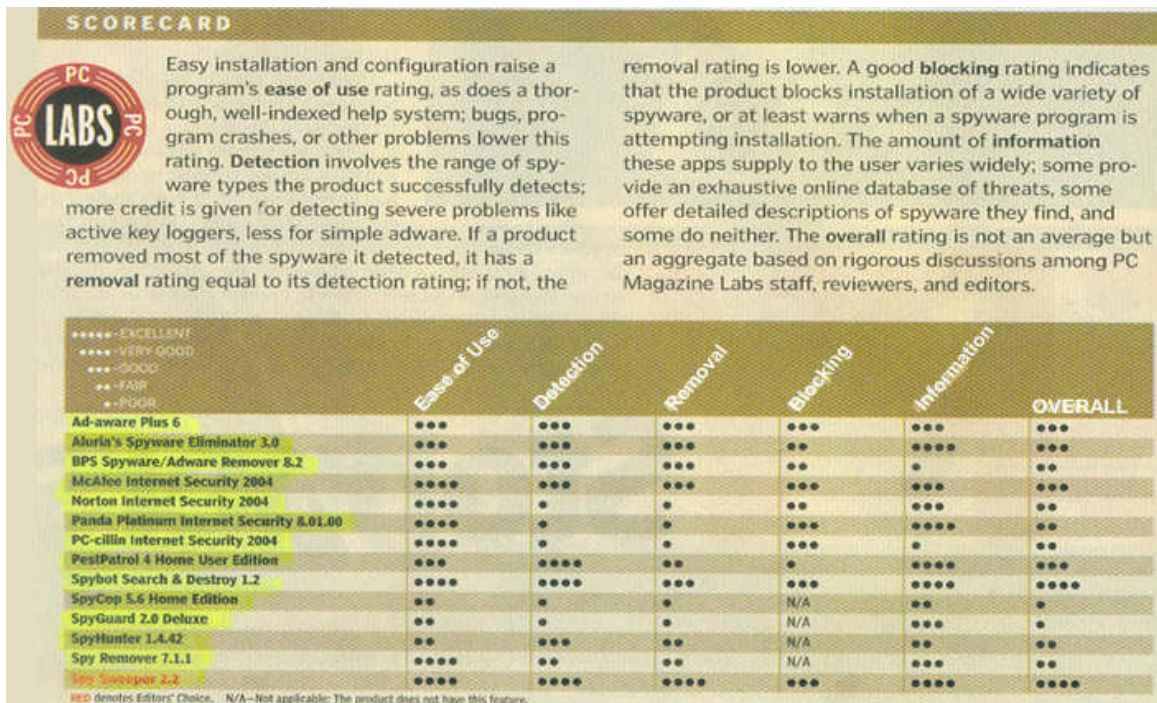 SCORECARD
PC
LABS
PC
PC
PC
Easy installation and configuration raise a
program's ease of use rating, as does a thor-
ough, well-indexed help system; bugs, pro-
gram crashes, or other problems lower this
rating. Detection involves the range of spy-
ware types the product successfully detects;
more credit is given for detecting severe problems like
active key loggers, less for simple adware. If a product
removed most of the spyware it detected, it has a
removal rating equal to its detection rating; if not, the
removal rating is lower. A good blocking rating indicates
that the product blocks installation of a wide variety of
spyware, or at least warns when a spyware program is
attempting installation. The amount of information
these apps supply to the user varies widely; some pro-
vide an exhaustive online database of threats, some
offer detailed descriptions of spyware they find, and
some do neither. The overall rating is not an average but
an aggregate based on rigorous discussions among PC
Magazine Labs staff, reviewers, and editors.
●●●●●-EXCELLENT
●●●●-VERY GOOD
●●●-GOOD
●●-FAIR
●-POOR
Ease of Use Detection Removal Blocking Information OVERALL
Ad-aware Plus 6 ●●● ●●● ●●● ●●● ●●● ●●●
Aluria's Spyware Eliminator 3.0 ●●● ●●● ●●● ●● ●●●● ●●●
BPS Spyware/Adware Remover 8.2 ●●● ●●● ●●● ●● ● ●●
McAfee Internet Security 2004 ●●●● ●●● ●●● ●●● ●●● ●●●
Norton Internet Security 2004 ●●●● ● ● ●● ●●● ●●
Panda Platinum Internet Security 8.01.00 ●●●● ● ● ●●● ●●●● ●●
PC-cillin Internet Security 2004 ●●●● ● ● ●●● ● ●●
PestPatrol 4 Home User Edition ●●● ●●●● ●● ● ●●●● ●●●
Spybot Search & Destroy 1.2 ●●●● ●●●● ●●● ●●● ●●●● ●●●●
SpyCop 5.6 Home Edition ●● ● ● N/A ●● ●
SpyGuard 2.0 Deluxe ●● ● ● N/A ●●● ●
SpyHunter 1.4.42 ●● ●●● ●● N/A ●● ●●
Spy Remover 7.1.1 ●●●● ●● ●● N/A ●●● ●●
Spy Sweeper 2.2 ●●●● ●●●● ●●●● ●●● ●●●● ●●●●
RED denotes Editors' Choice. N/A—Not applicable: The product does not have this feature.